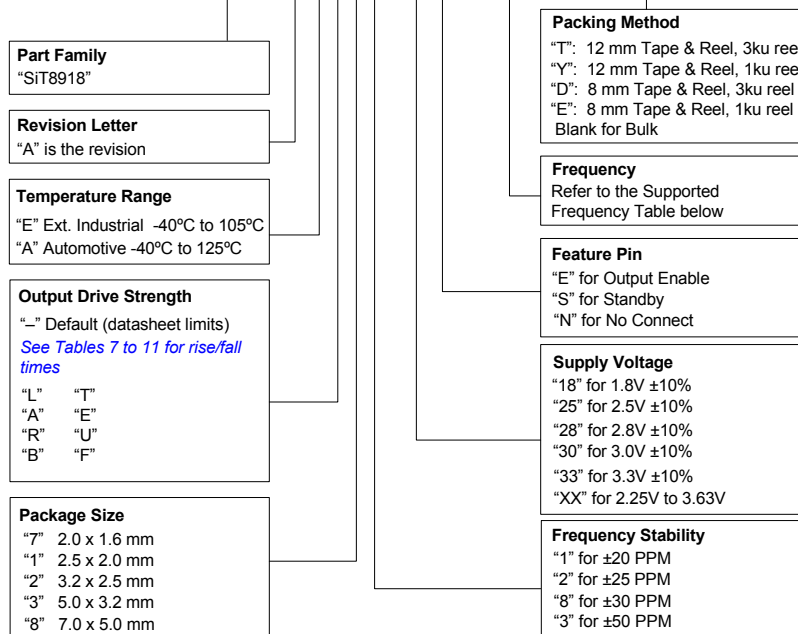 Part Family
“SiT8918”
Revision Letter
“A” is the revision
Temperature Range
“E” Ext. Industrial -40ºC to 105ºC
“A” Automotive -40ºC to 125ºC
Output Drive Strength
“–” Default (datasheet limits)
See Tables 7 to 11 for rise/fall
times
“L” “T”
“A” “E”
“R” “U”
“B” “F”
Package Size
“7” 2.0 x 1.6 mm
“1” 2.5 x 2.0 mm
“2” 3.2 x 2.5 mm
“3” 5.0 x 3.2 mm
“8” 7.0 x 5.0 mm
Packing Method
“T”: 12 mm Tape & Reel, 3ku ree
“Y”: 12 mm Tape & Reel, 1ku ree
“D”: 8 mm Tape & Reel, 3ku reel
“E”: 8 mm Tape & Reel, 1ku reel
Blank for Bulk
Frequency
Refer to the Supported
Frequency Table below
Feature Pin
“E” for Output Enable
“S” for Standby
“N” for No Connect
Supply Voltage
“18” for 1.8V ±10%
“25” for 2.5V ±10%
“28” for 2.8V ±10%
“30” for 3.0V ±10%
“33” for 3.3V ±10%
“XX” for 2.25V to 3.63V
Frequency Stability
“1” for ±20 PPM
“2” for ±25 PPM
“8” for ±30 PPM
“3” for ±50 PPM